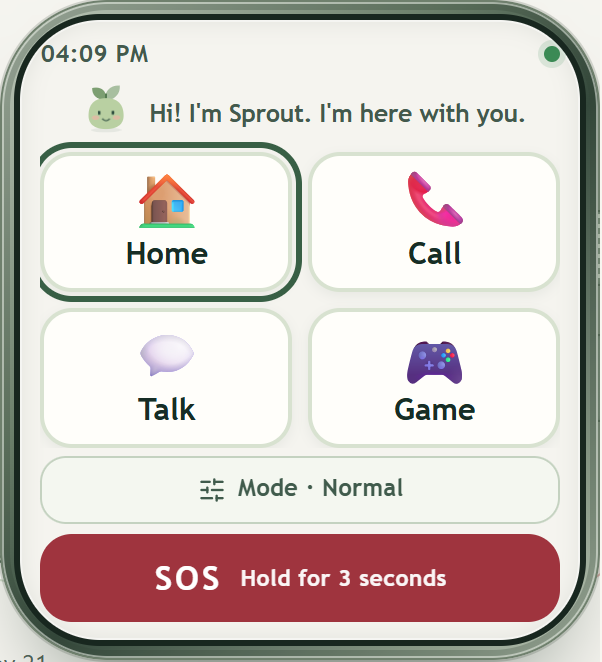 04:09 PM
Hi! I'm Sprout. I'm here with you.
Home
Call
Talk
Game
Mode · Normal
SOS Hold for 3 seconds
21